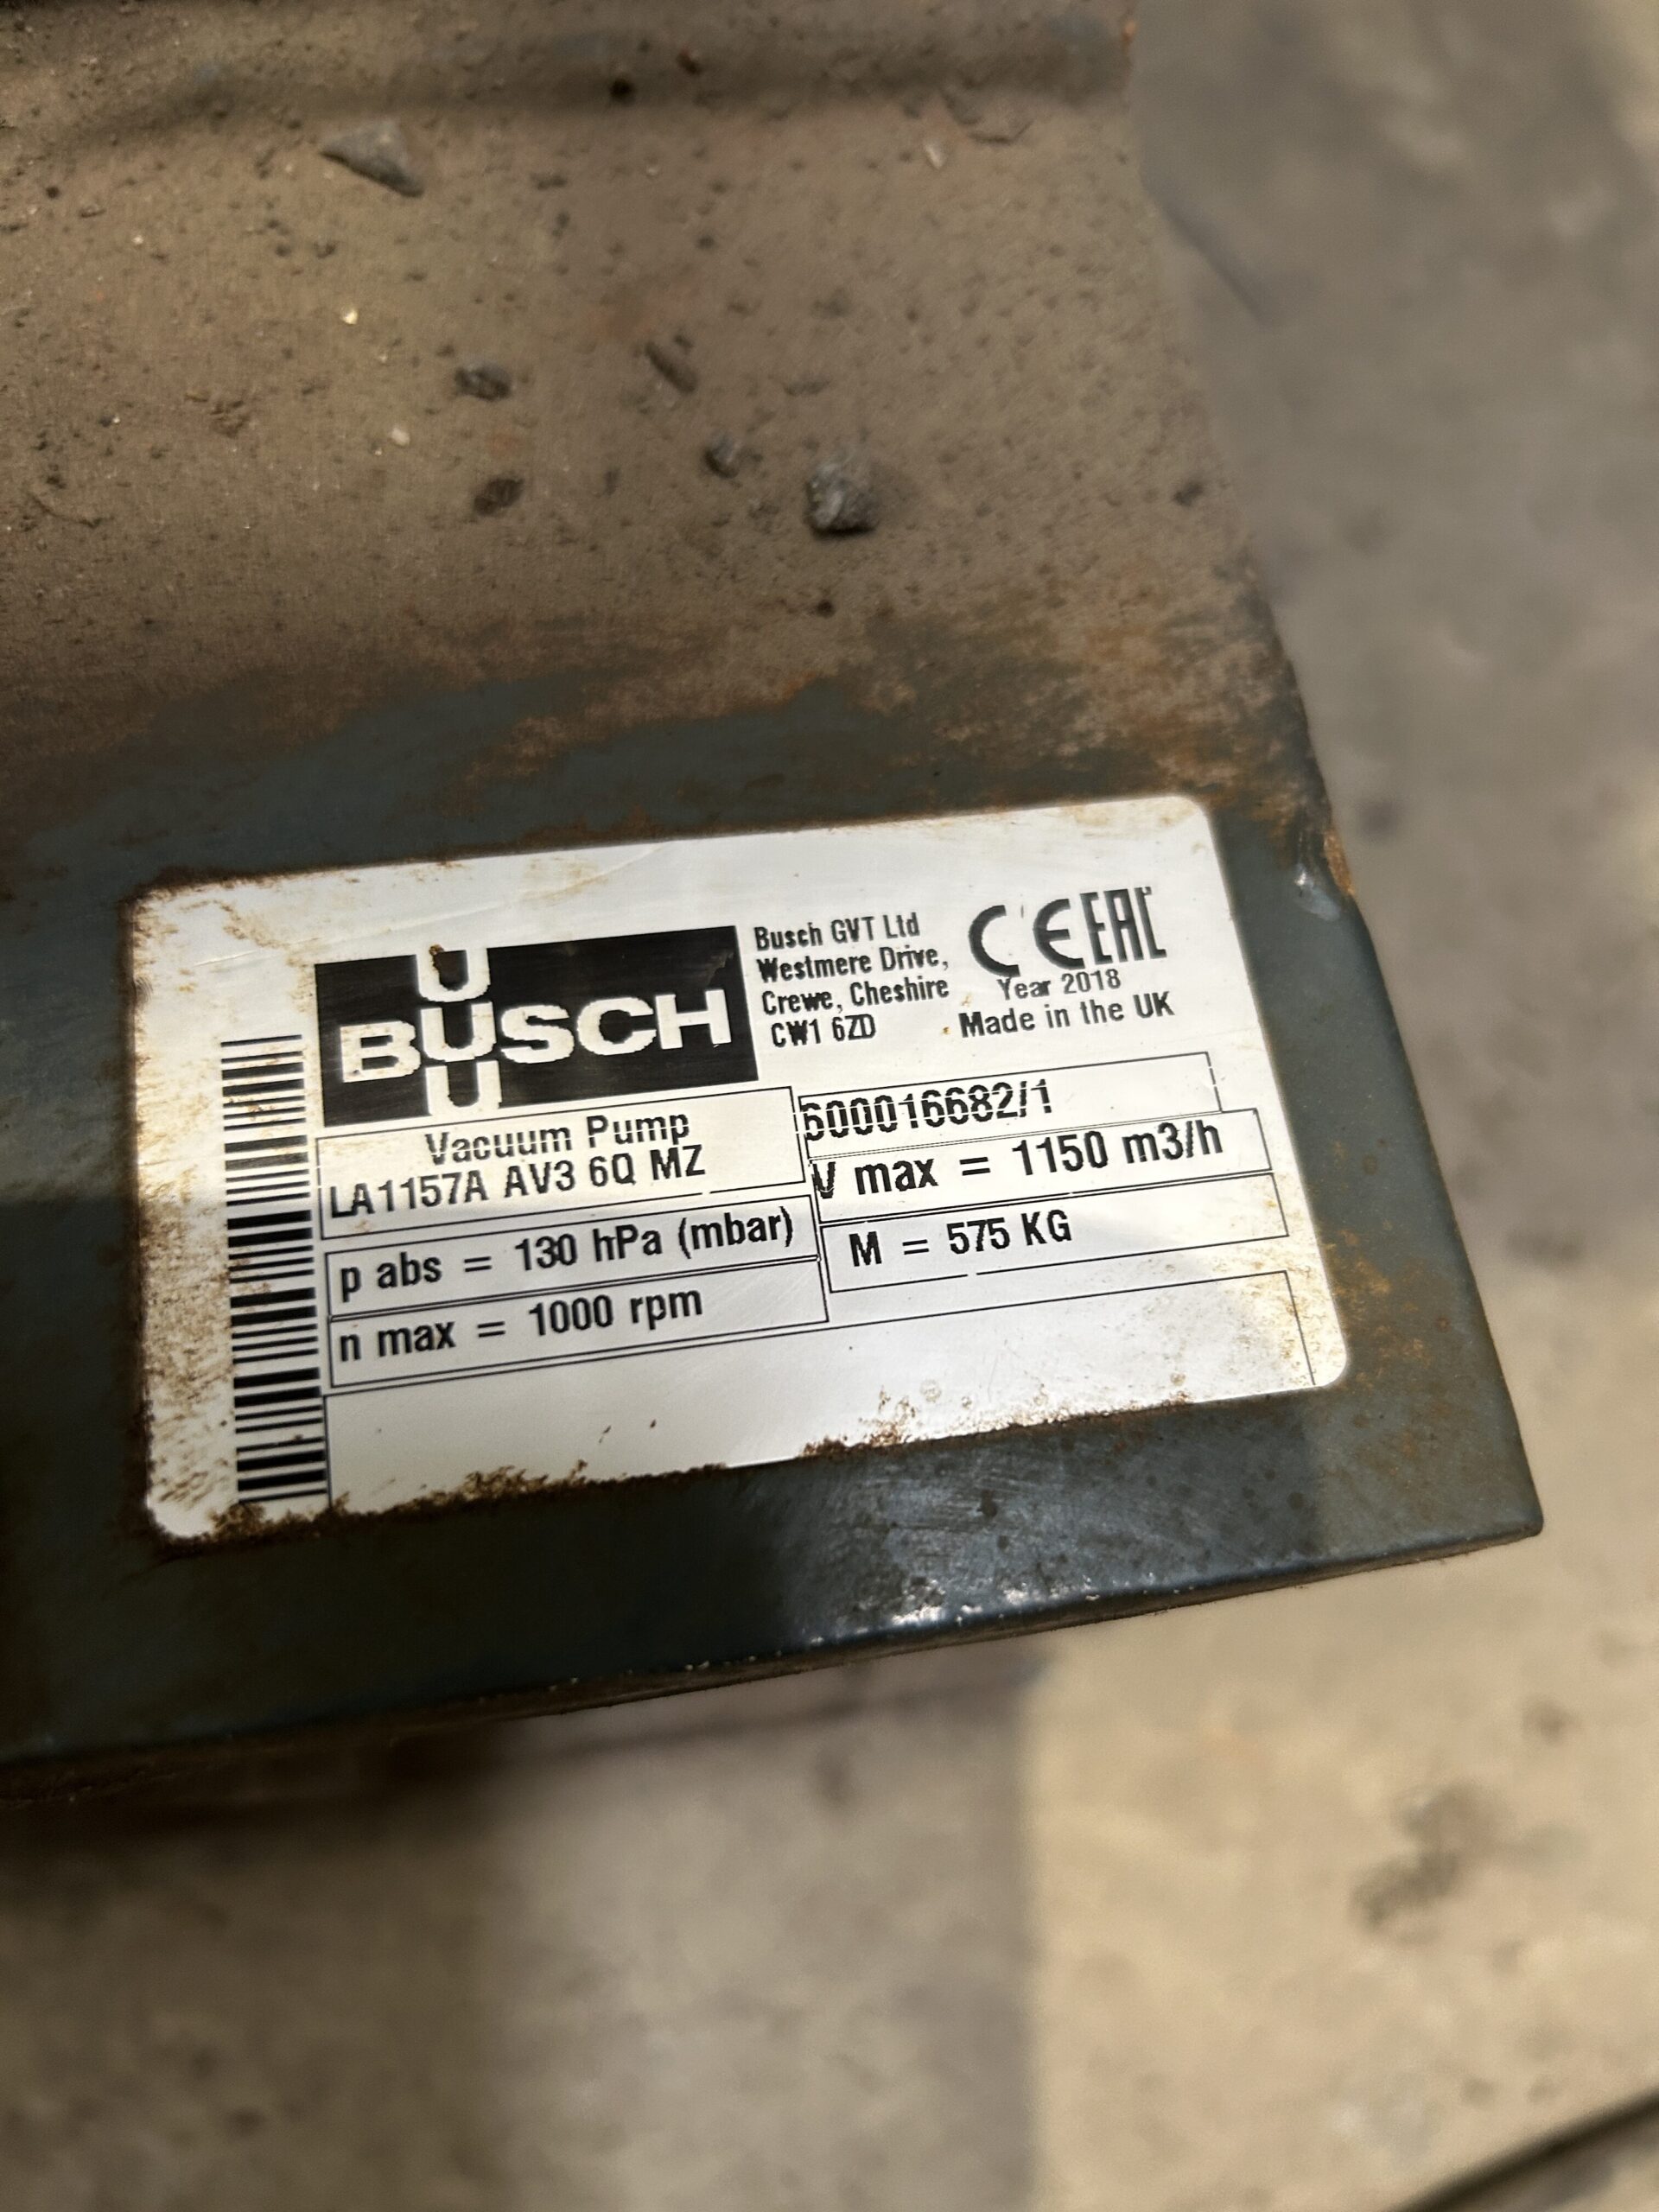 BUSCH
Busch GVT Ltd
Westmere Drive,
Crewe, Cheshire
CW1 6ZD
CE EAC
Year 2018
Made in the UK
Vacuum Pump
LA1157A AV3 6Q MZ
600016682/1
V max = 1150 m3/h
p abs = 130 hPa (mbar)
M = 575 KG
n max = 1000 rpm